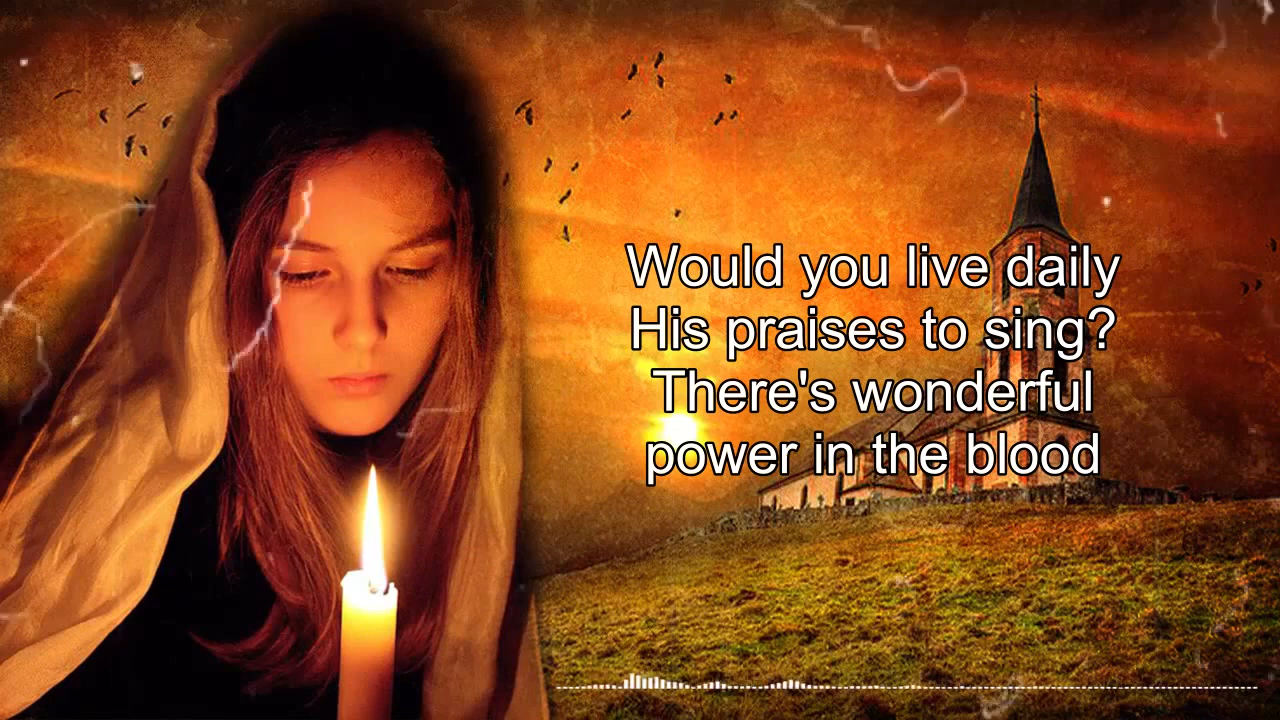 Would you live daily
His praises to sing?
There's wonderful
power in the blood